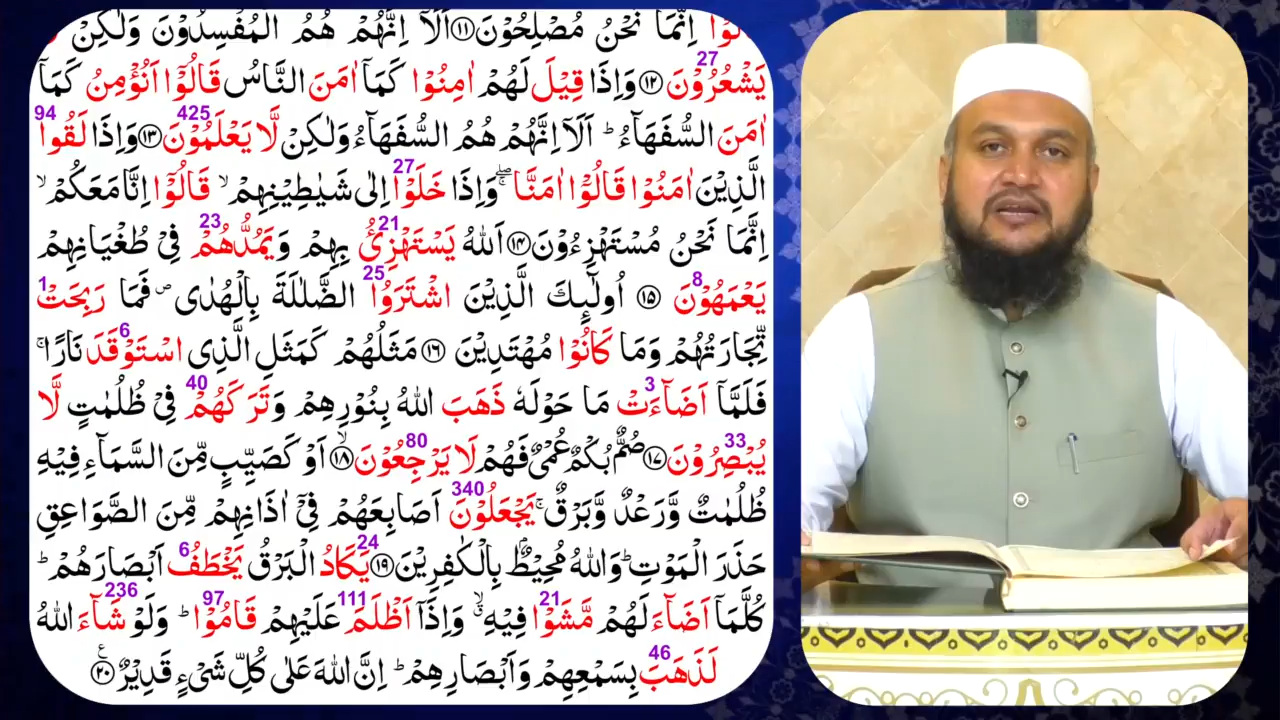 قَالُوْۤا اِنَّمَا نَحْنُ مُصْلِحُوْنَ ۝۱۱ اَلَاۤ اِنَّهُمْ هُمُ الْمُفْسِدُوْنَ وَلٰكِنْ
27
يَشْعُرُوْنَ ۝۱۲ وَاِذَا قِيْلَ لَهُمْ اٰمِنُوْا كَمَاۤ اٰمَنَ النَّاسُ قَالُوْۤا اَنُؤْمِنُ كَمَاۤ
425 94
اٰمَنَ السُّفَهَآءُ ؕ اَلَاۤ اِنَّهُمْ هُمُ السُّفَهَآءُ وَلٰكِنْ لَّا يَعْلَمُوْنَ ۝۱۳ وَاِذَا لَقُوا
27
الَّذِيْنَ اٰمَنُوْا قَالُوْۤا اٰمَنَّا ۖۚ وَاِذَا خَلَوْا اِلٰى شَيٰطِيْنِهِمْ ۙ قَالُوْۤا اِنَّا مَعَكُمْ ۙ
21 23
اِنَّمَا نَحْنُ مُسْتَهْزِءُوْنَ ۝۱۴ اَللّٰهُ يَسْتَهْزِئُ بِهِمْ وَيَمُدُّهُمْ فِيْ طُغْيَانِهِمْ
8 25 1
يَعْمَهُوْنَ ۝۱۵ اُولٰٓئِكَ الَّذِيْنَ اشْتَرَوُا الضَّلٰلَةَ بِالْهُدٰى ۪ فَمَا رَبِحَتْ
6
تِّجَارَتُهُمْ وَمَا كَانُوْا مُهْتَدِيْنَ ۝۱۶ مَثَلُهُمْ كَمَثَلِ الَّذِى اسْتَوْقَدَ نَارًا ۚ
3 40
فَلَمَّاۤ اَضَآءَتْ مَا حَوْلَهٗ ذَهَبَ اللّٰهُ بِنُوْرِهِمْ وَتَرَكَهُمْ فِيْ ظُلُمٰتٍ لَّا
33 80
يُبْصِرُوْنَ ۝۱۷ صُمٌّۢ بُكْمٌ عُمْىٌ فَهُمْ لَا يَرْجِعُوْنَ ۝۱۸ۙ اَوْ كَصَيِّبٍ مِّنَ السَّمَآءِ فِيْهِ
340
ظُلُمٰتٌ وَّرَعْدٌ وَّبَرْقٌ ۚ يَجْعَلُوْنَ اَصَابِعَهُمْ فِيْۤ اٰذَانِهِمْ مِّنَ الصَّوَاعِقِ
24 6
حَذَرَ الْمَوْتِ ؕ وَاللّٰهُ مُحِيْطٌۢ بِالْكٰفِرِيْنَ ۝۱۹ يَكَادُ الْبَرْقُ يَخْطَفُ اَبْصَارَهُمْ ؕ
21 111 97 236
كُلَّمَاۤ اَضَآءَ لَهُمْ مَّشَوْا فِيْهِ ۙۗ وَاِذَاۤ اَظْلَمَ عَلَيْهِمْ قَامُوْا ؕ وَلَوْ شَآءَ اللّٰهُ
46
لَذَهَبَ بِسَمْعِهِمْ وَاَبْصَارِهِمْ ؕ اِنَّ اللّٰهَ عَلٰى كُلِّ شَىْءٍ قَدِيْرٌ ۝۲۰ع